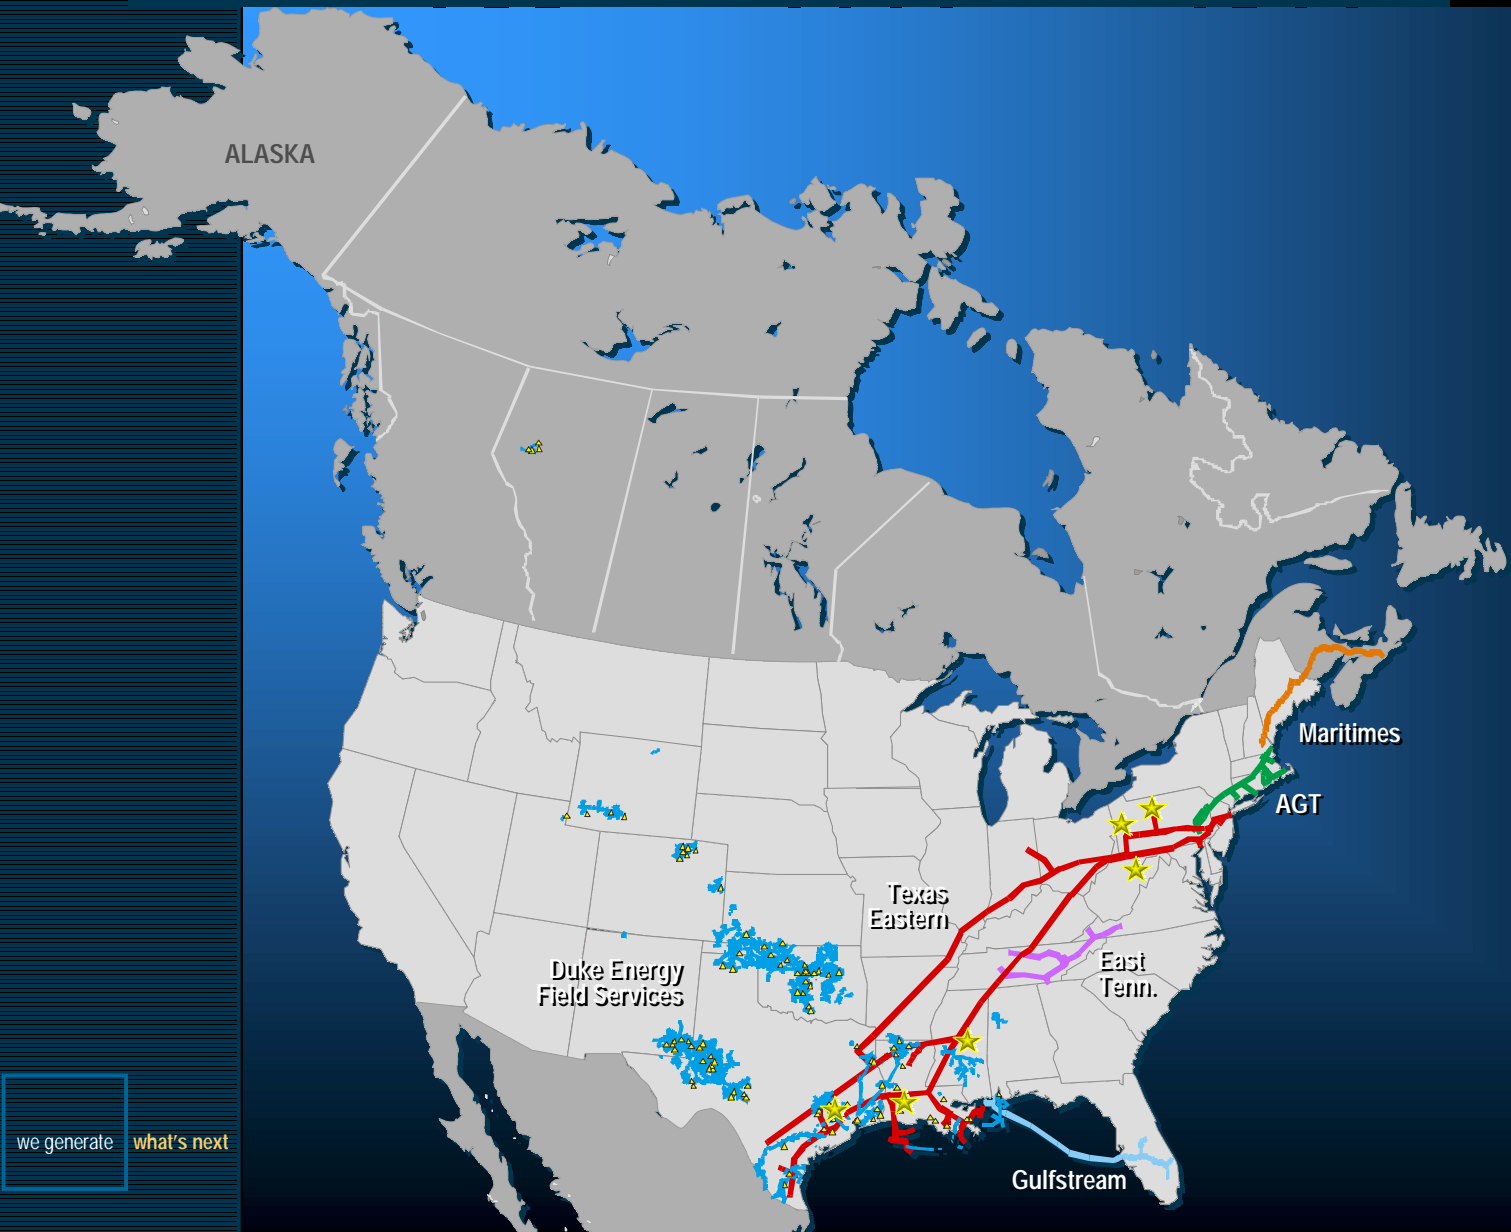 ALASKA
Maritimes
AGT
Texas
Eastern
East
Tenn.
Duke Energy
Field Services
we generate what's next
Gulfstream